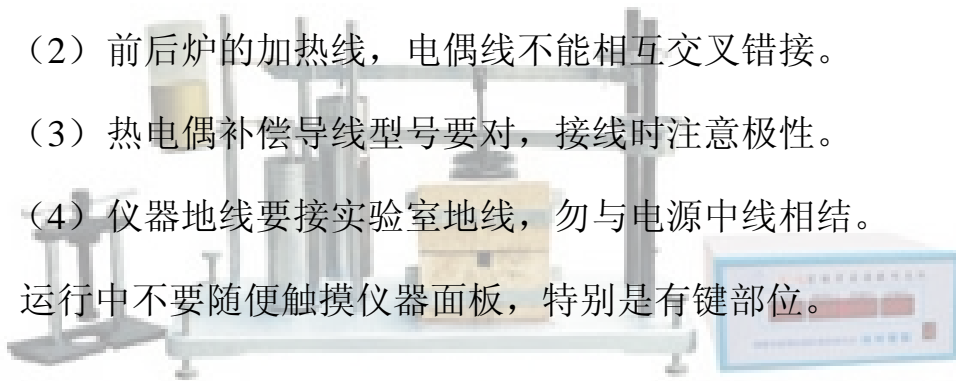 （2）前后炉的加热线，电偶线不能相互交叉错接。
（3）热电偶补偿导线型号要对，接线时注意极性。
（4）仪器地线要接实验室地线，勿与电源中线相结。
运行中不要随便触摸仪器面板，特别是有键部位。